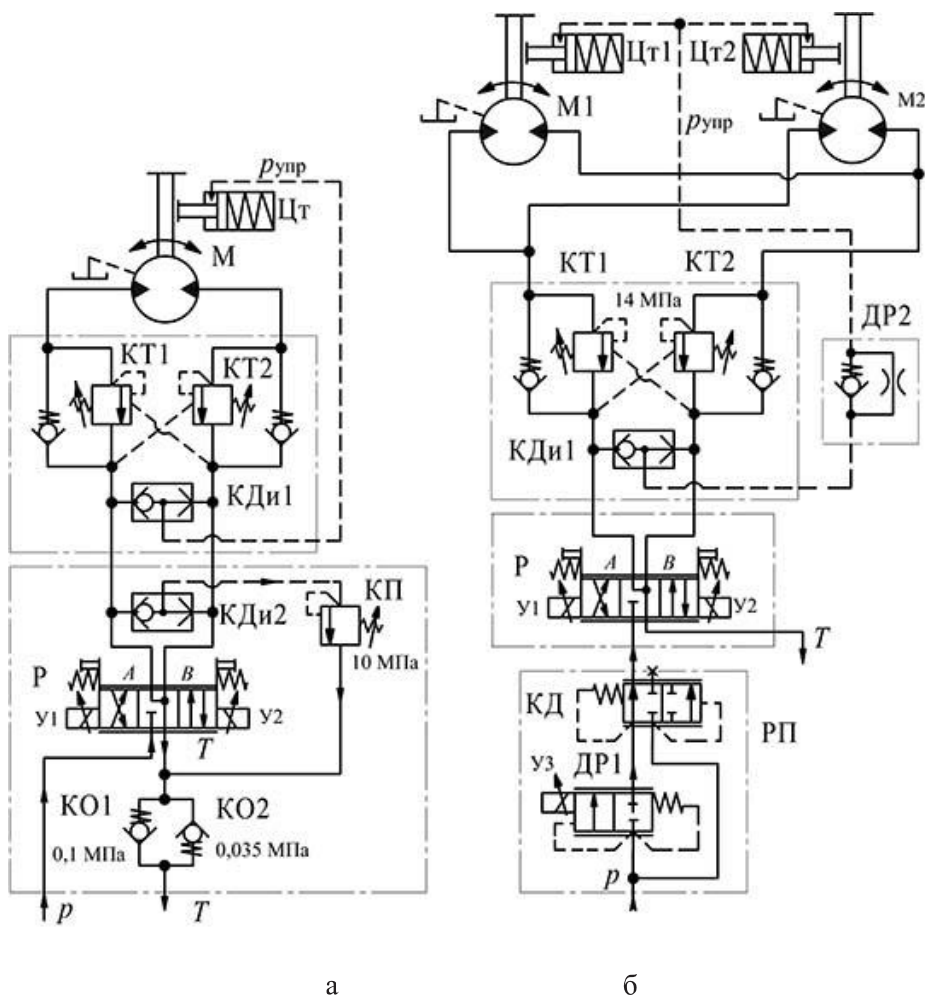 Цт1 Цт2
М1
М2
pупр
pупр
Цт
М
КТ1
КТ2
КТ1
КТ2
14 МПа
ДР2
КДи1
КДи1
КДи2
КП
10 МПа
Р
А
В
У1
У2
Т
Р
А
В
У1
У2
Т
КД
РП
У3
ДР1
КО1
КО2
0,1 МПа
0,035 МПа
p
Т
p
а
б